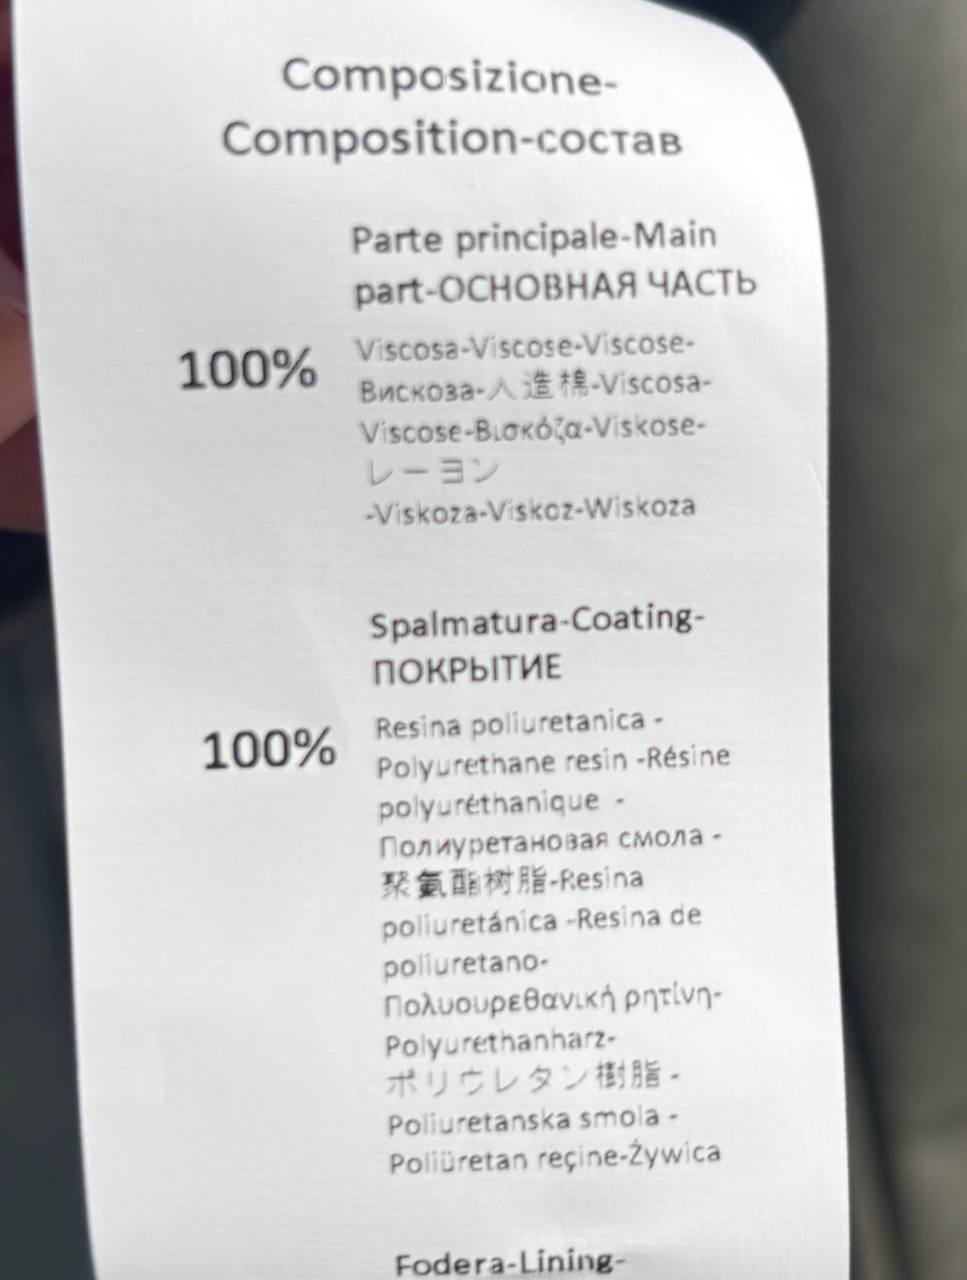 Composizione-
Composition-состав
Parte principale-Main
part-ОСНОВНАЯ ЧАСТЬ
100%
Viscosa-Viscose-Viscose-
Вискоза-人造棉-Viscosa-
Viscose-Βισκόζα-Viskose-
レーヨン
-Viskoza-Viskoz-Wiskoza
Spalmatura-Coating-
ПОКРЫТИЕ
100%
Resina poliuretanica -
Polyurethane resin -Résine
polyuréthanique -
Полиуретановая смола -
聚氨酯树脂-Resina
poliuretánica -Resina de
poliuretano-
Πολυουρεθανική ρητίνη-
Polyurethanharz-
ポリウレタン樹脂 -
Poliuretanska smola -
Poliüretan reçine-Żywica
Fodera-Lining-